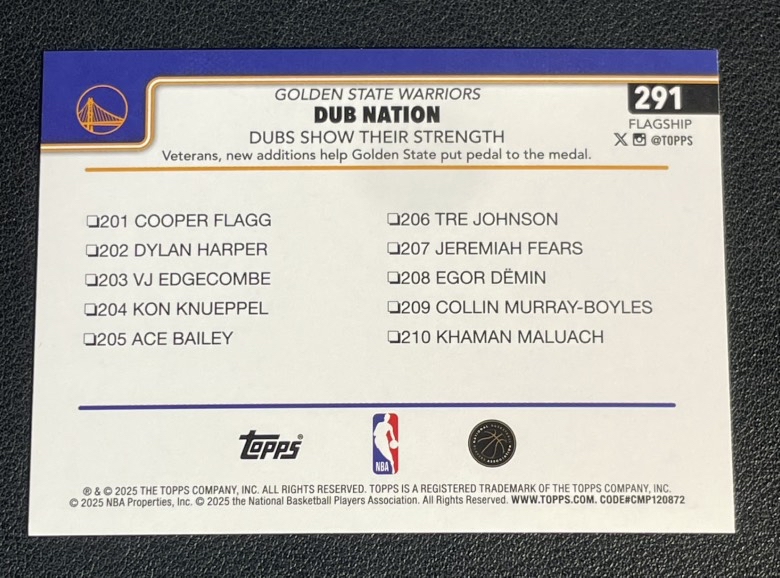 GOLDEN STATE WARRIORS
DUB NATION
DUBS SHOW THEIR STRENGTH
Veterans, new additions help Golden State put pedal to the medal.
291
FLAGSHIP
@TOPPS
❏201 COOPER FLAGG
❏202 DYLAN HARPER
❏203 VJ EDGECOMBE
❏204 KON KNUEPPEL
❏205 ACE BAILEY
❏206 TRE JOHNSON
❏207 JEREMIAH FEARS
❏208 EGOR DËMIN
❏209 COLLIN MURRAY-BOYLES
❏210 KHAMAN MALUACH
topps®
NBA
® & © 2025 THE TOPPS COMPANY, INC. ALL RIGHTS RESERVED. TOPPS IS A REGISTERED TRADEMARK OF THE TOPPS COMPANY, INC.
© 2025 NBA Properties, Inc. © 2025 the National Basketball Players Association. All Rights Reserved. WWW.TOPPS.COM. CODE#CMP120872